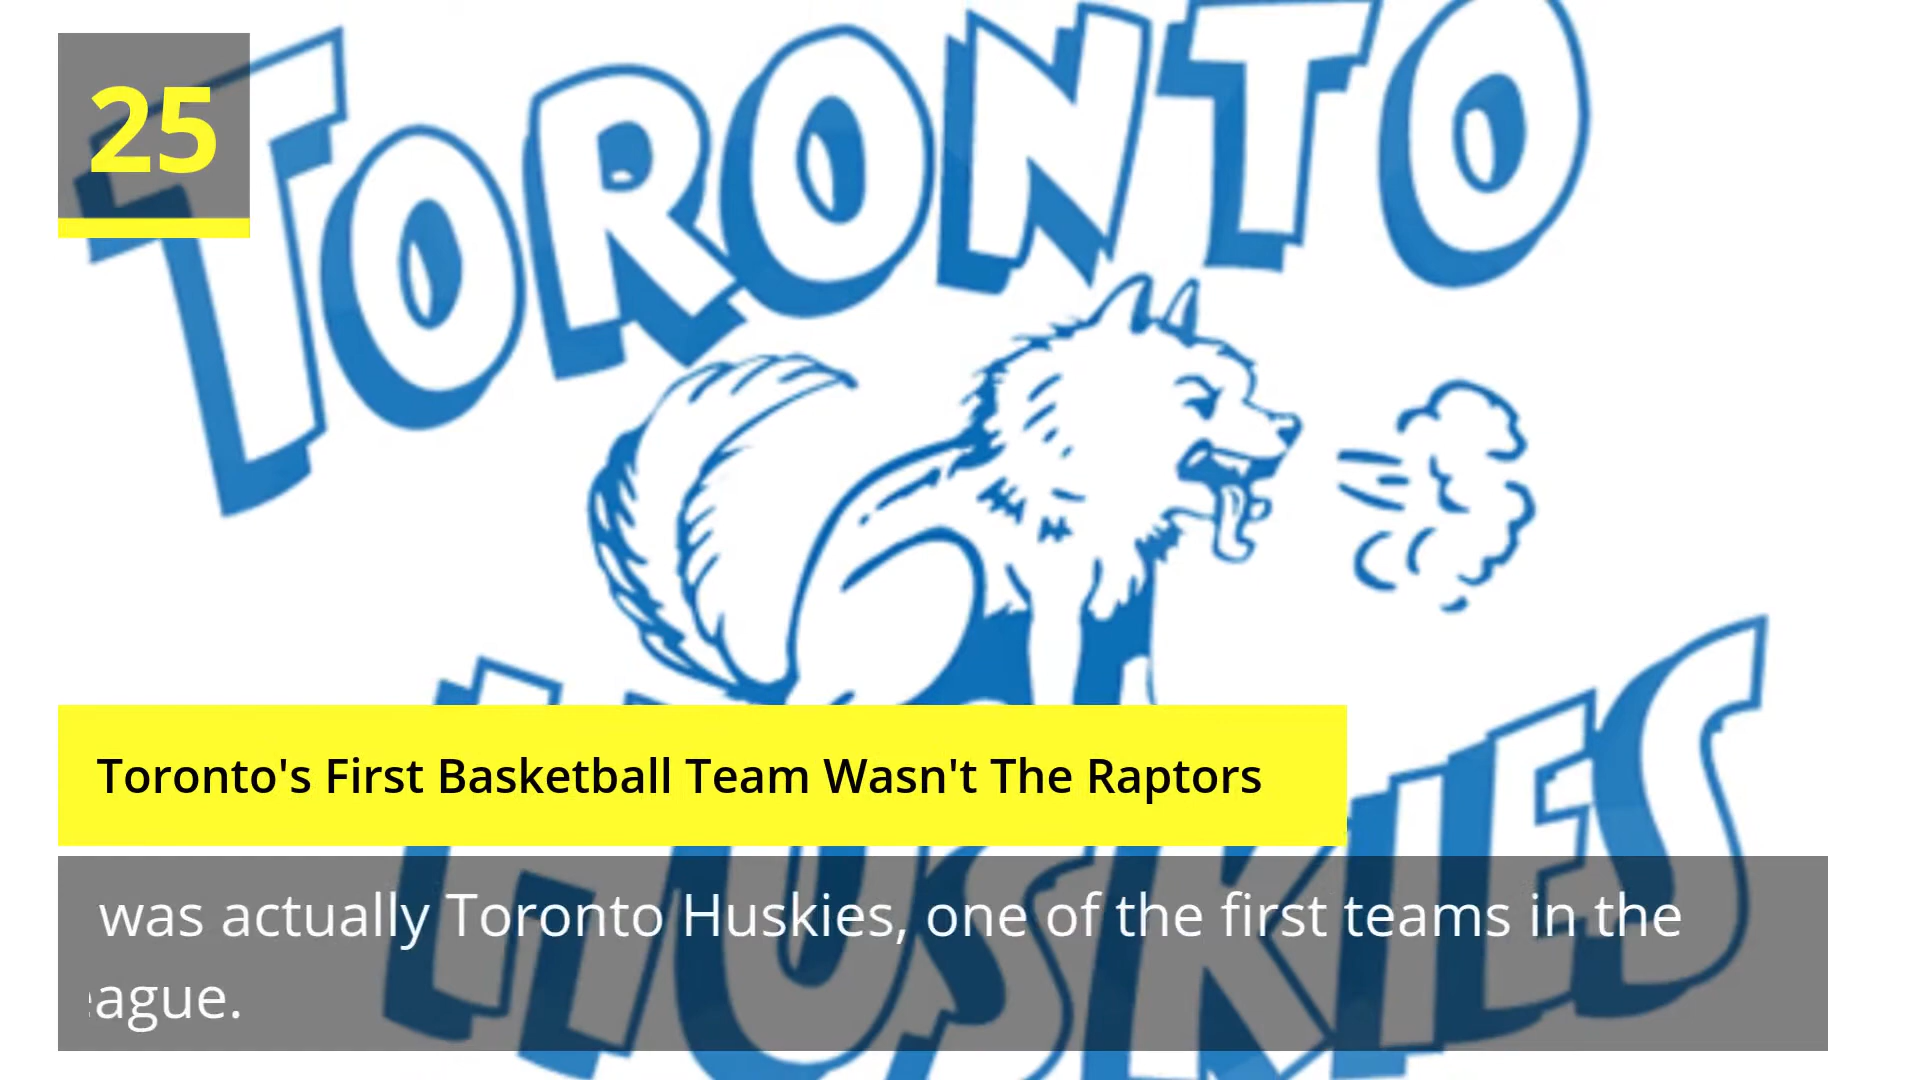 TORONTO
25
HUSKIES
Toronto's First Basketball Team Wasn't The Raptors
was actually Toronto Huskies, one of the first teams in the
eague.